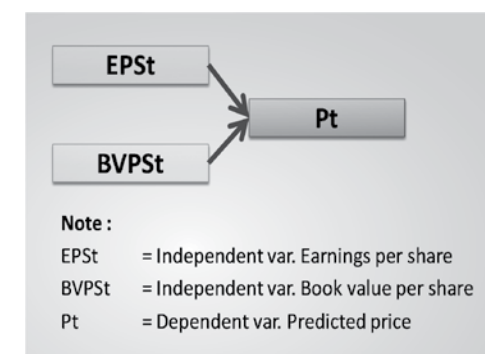 EPSt
Pt
BVPSt
Note :
EPSt = Independent var. Earnings per share
BVPSt = Independent var. Book value per share
Pt = Dependent var. Predicted price